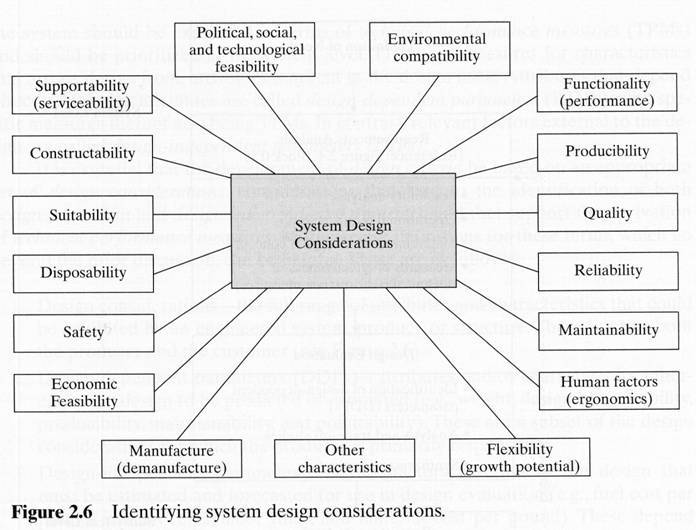 Political, social,
and technological
feasibility
Environmental
compatibility
Supportability
(serviceability)
Functionality
(performance)
Constructability
Producibility
Suitability
System Design
Considerations
Quality
Disposability
Reliability
Safety
Maintainability
Economic
Feasibility
Human factors
(ergonomics)
Manufacture
(demanufacture)
Other
characteristics
Flexibility
(growth potential)
Figure 2.6 Identifying system design considerations.